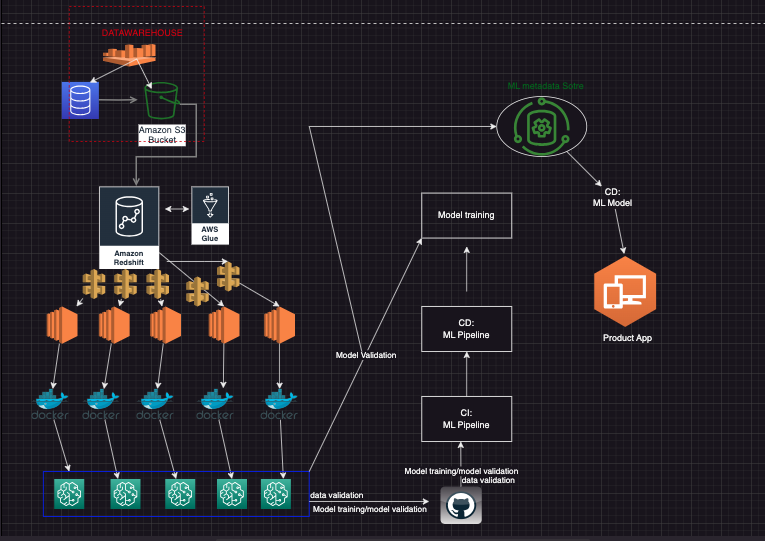 DATAWAREHOUSE
ML metadata Sotre
Amazon S3
Bucket
CD:
ML Model
Model training
AWS
Glue
Amazon
Redshift
CD:
ML Pipeline
Product App
Model Validation
docker
docker
docker
docker
docker
CI:
ML Pipeline
Model training/model validation
data validation
data validation
Model training/model validation